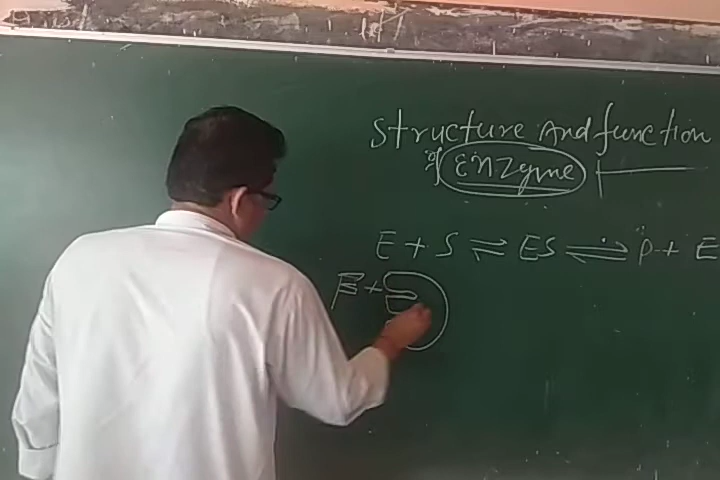 Structure And function
of Enzyme
E + S ⇌ ES ⇌ P + E
E +